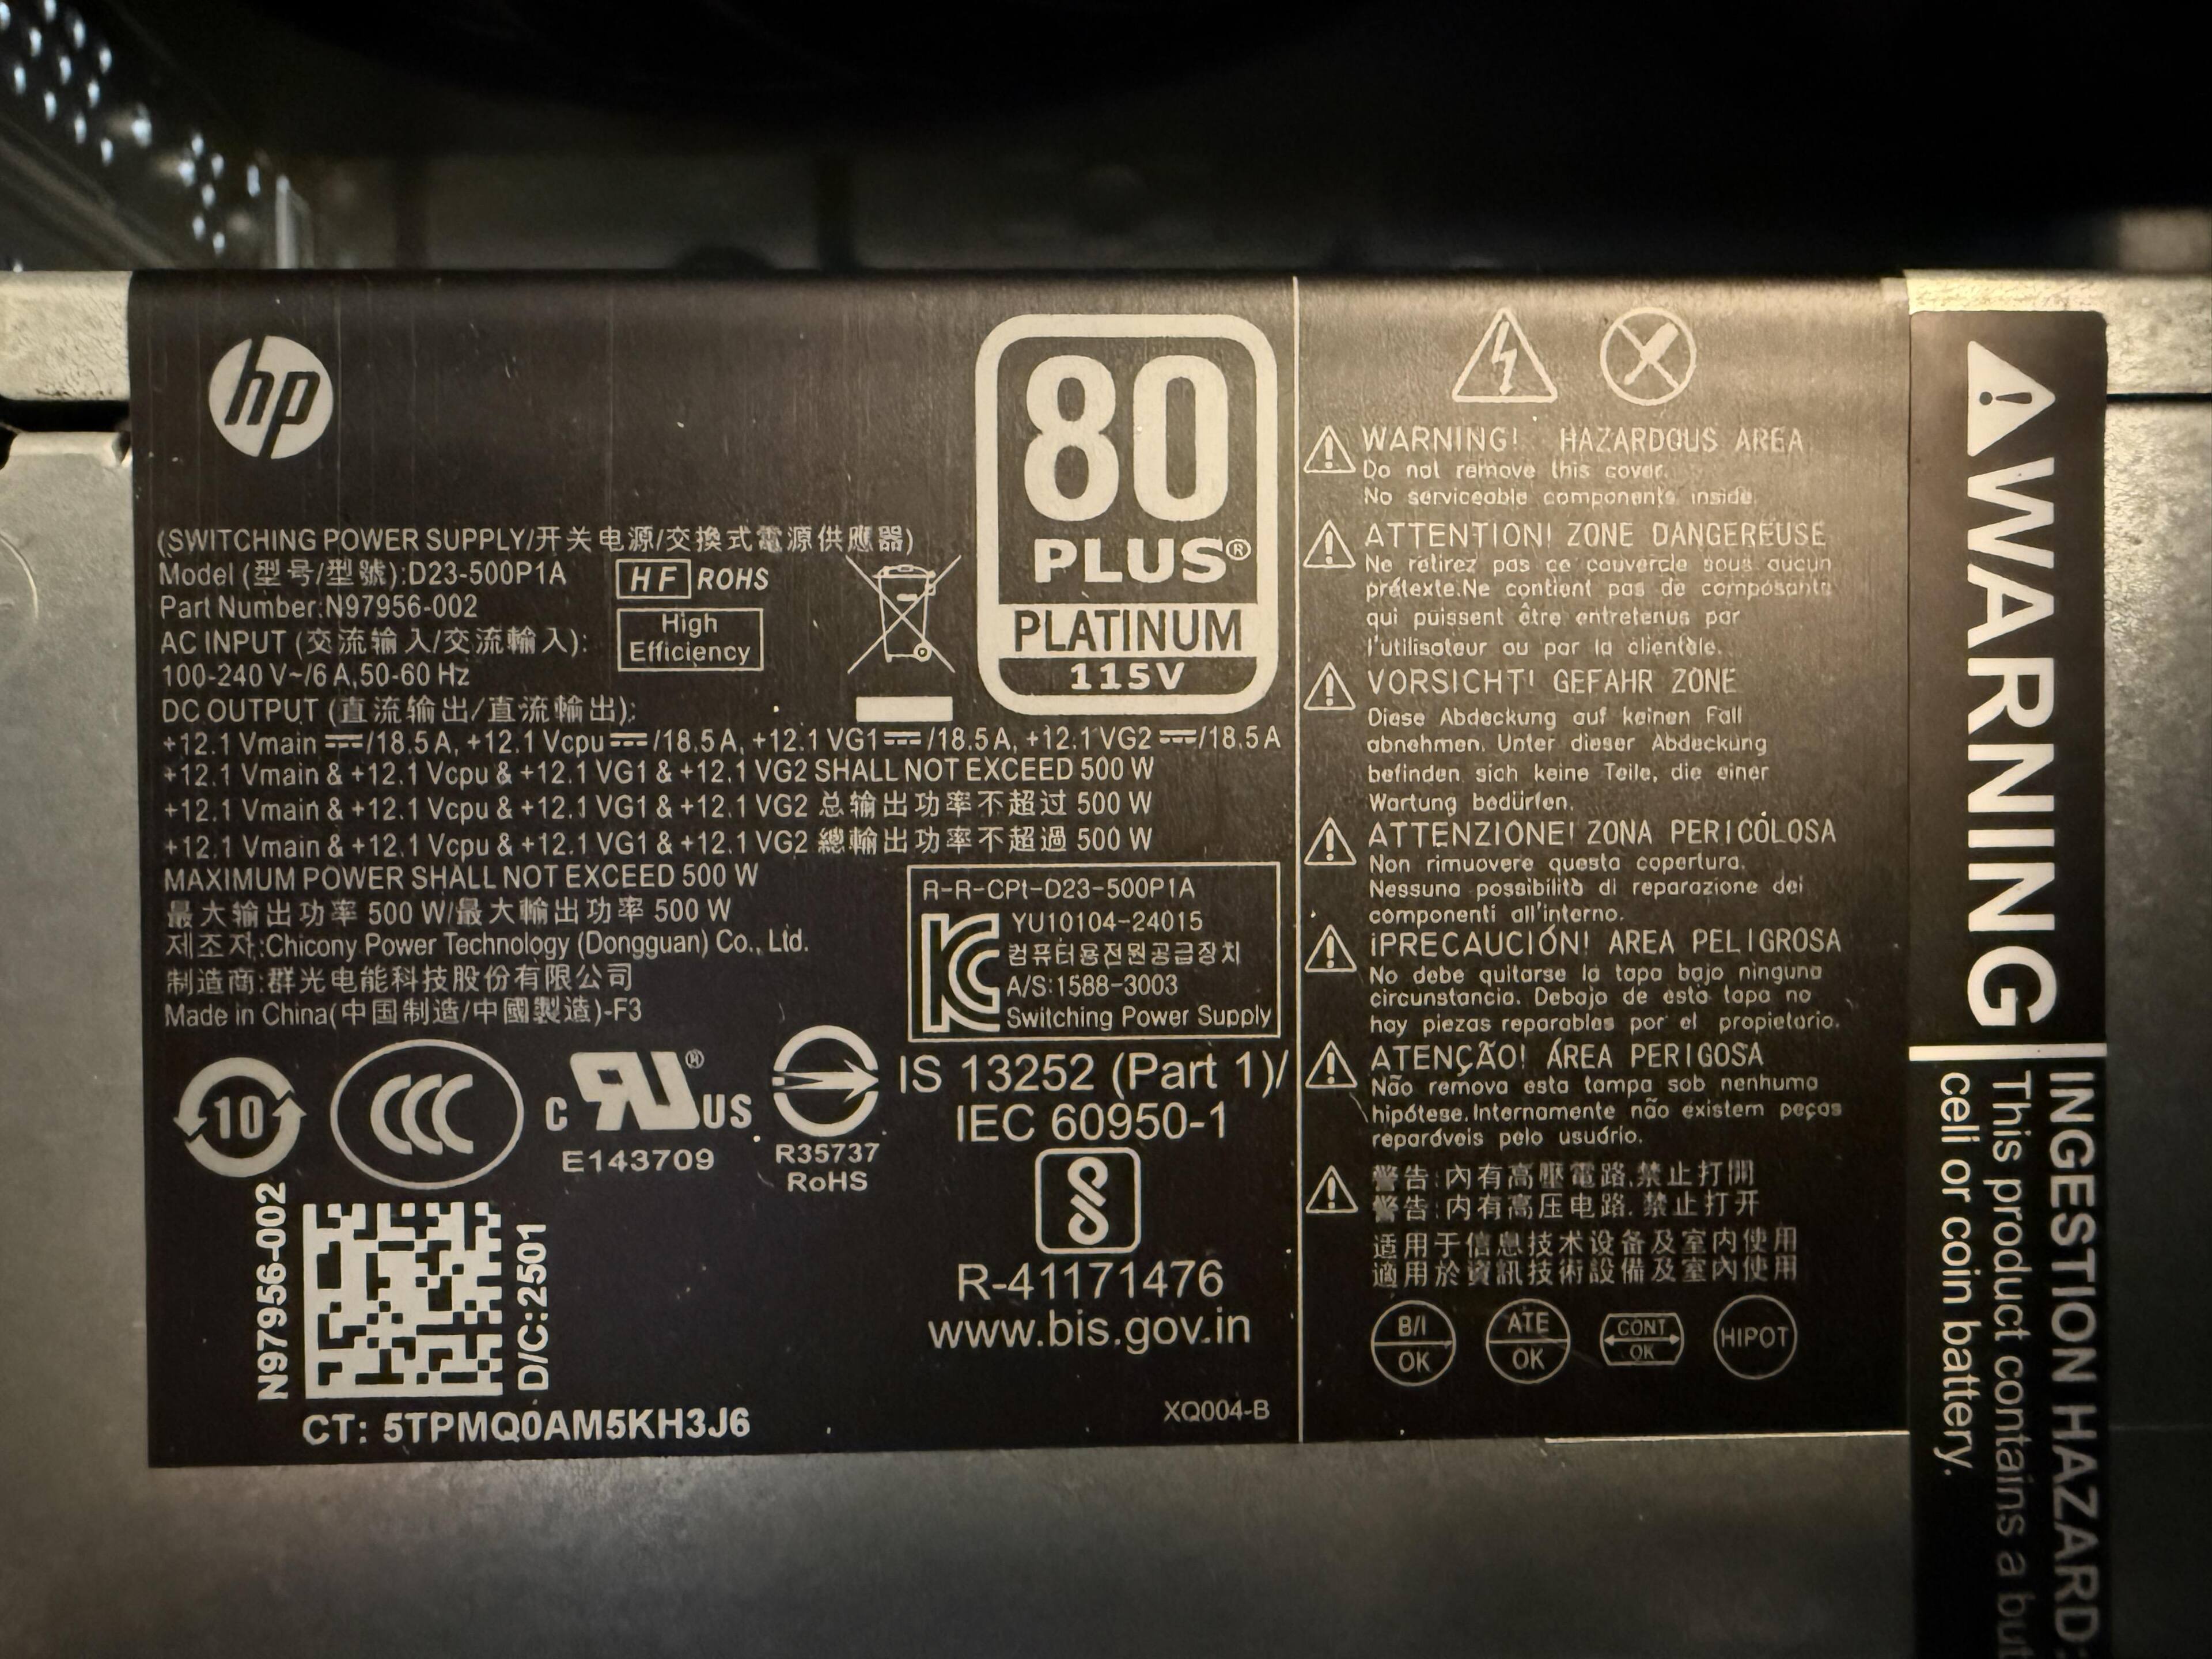 hp
(SWITCHING POWER SUPPLY/开关电源/交換式電源供應器)
Model (型号/型號):D23-500P1A
Part Number:N97956-002
AC INPUT (交流输入/交流輸入):
100-240 V~/6 A,50-60 Hz
HF ROHS
High
Efficiency
80
PLUS®
PLATINUM
115V
DC OUTPUT (直流输出/直流輸出):
+12.1 Vmain ⎓/18.5 A, +12.1 Vcpu⎓/18.5 A, +12.1 VG1⎓/18.5 A, +12.1 VG2 ⎓/18.5 A
+12.1 Vmain & +12.1 Vcpu & +12.1 VG1 & +12.1 VG2 SHALL NOT EXCEED 500 W
+12.1 Vmain & +12.1 Vcpu & +12.1 VG1 & +12.1 VG2 总输出功率不超过 500 W
+12.1 Vmain & +12.1 Vcpu & +12.1 VG1 & +12.1 VG2 總輸出功率不超過 500 W
MAXIMUM POWER SHALL NOT EXCEED 500 W
最大输出功率 500 W/最大輸出功率 500 W
제조자:Chicony Power Technology (Dongguan) Co., Ltd.
制造商:群光电能科技股份有限公司
Made in China(中国制造/中國製造)-F3
R-R-CPt-D23-500P1A
YU10104-24015
컴퓨터용전원공급장치
A/S:1588-3003
Switching Power Supply
10
CCC
c RU® US
E143709
R35737
RoHS
IS 13252 (Part 1)/
IEC 60950-1
R-41171476
www.bis.gov.in
N97956-002
D/C:2501
CT: 5TPMQ0AM5KH3J6
XQ004-B
WARNING! HAZARDOUS AREA
Do not remove this cover.
No serviceable components inside.
ATTENTION! ZONE DANGEREUSE
Ne retirez pas ce couvercle sous aucun
prétexte.Ne contient pas de composants
qui puissent être entretenus par
l'utilisateur ou par la clientèle.
VORSICHT! GEFAHR ZONE
Diese Abdeckung auf keinen Fall
abnehmen. Unter dieser Abdeckung
befinden sich keine Teile, die einer
Wartung bedürfen.
ATTENZIONE! ZONA PERICOLOSA
Non rimuovere questa copertura.
Nessuna possibilità di reparazione dei
componenti all'interno.
¡PRECAUCIÓN! AREA PELIGROSA
No debe quitarse la tapa bajo ninguna
circunstancia. Debajo de esta tapa no
hay piezas reparables por el propietario.
ATENÇÃO! ÁREA PERIGOSA
Não remova esta tampa sob nenhuma
hipótese.Internamente não existem peças
reparáveis pelo usuário.
警告:內有高壓電路.禁止打開
警告:内有高压电路.禁止打开
适用于信息技术设备及室内使用
適用於資訊技術設備及室內使用
B/I
OK
ATE
OK
CONT
OK
HIPOT
WARNING
INGESTION HAZARD:
This product contains a but
cell or coin battery.